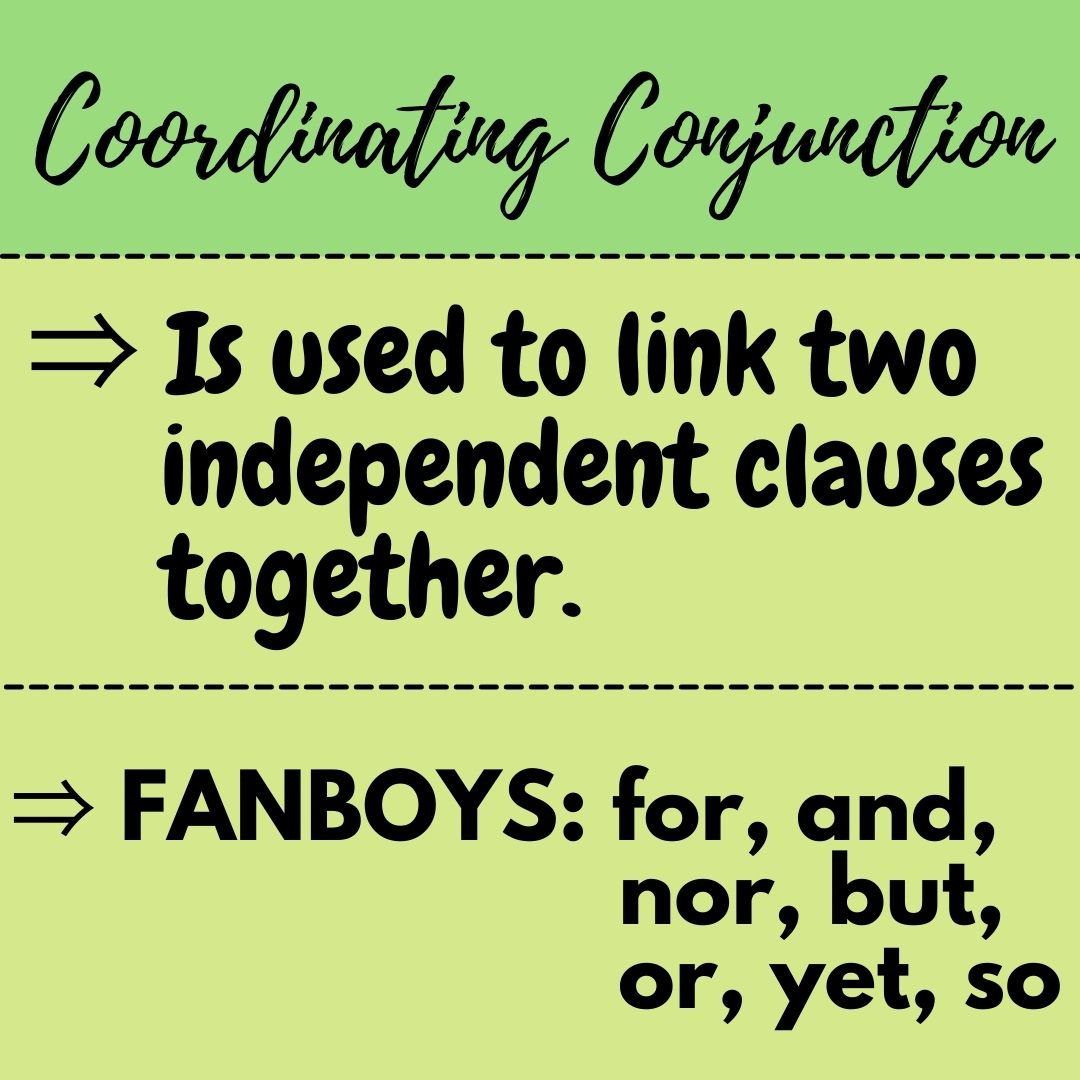 Coordinating Conjunction
⇒ Is used to link two
independent clauses
together.
⇒ FANBOYS: for, and,
nor, but,
or, yet, so